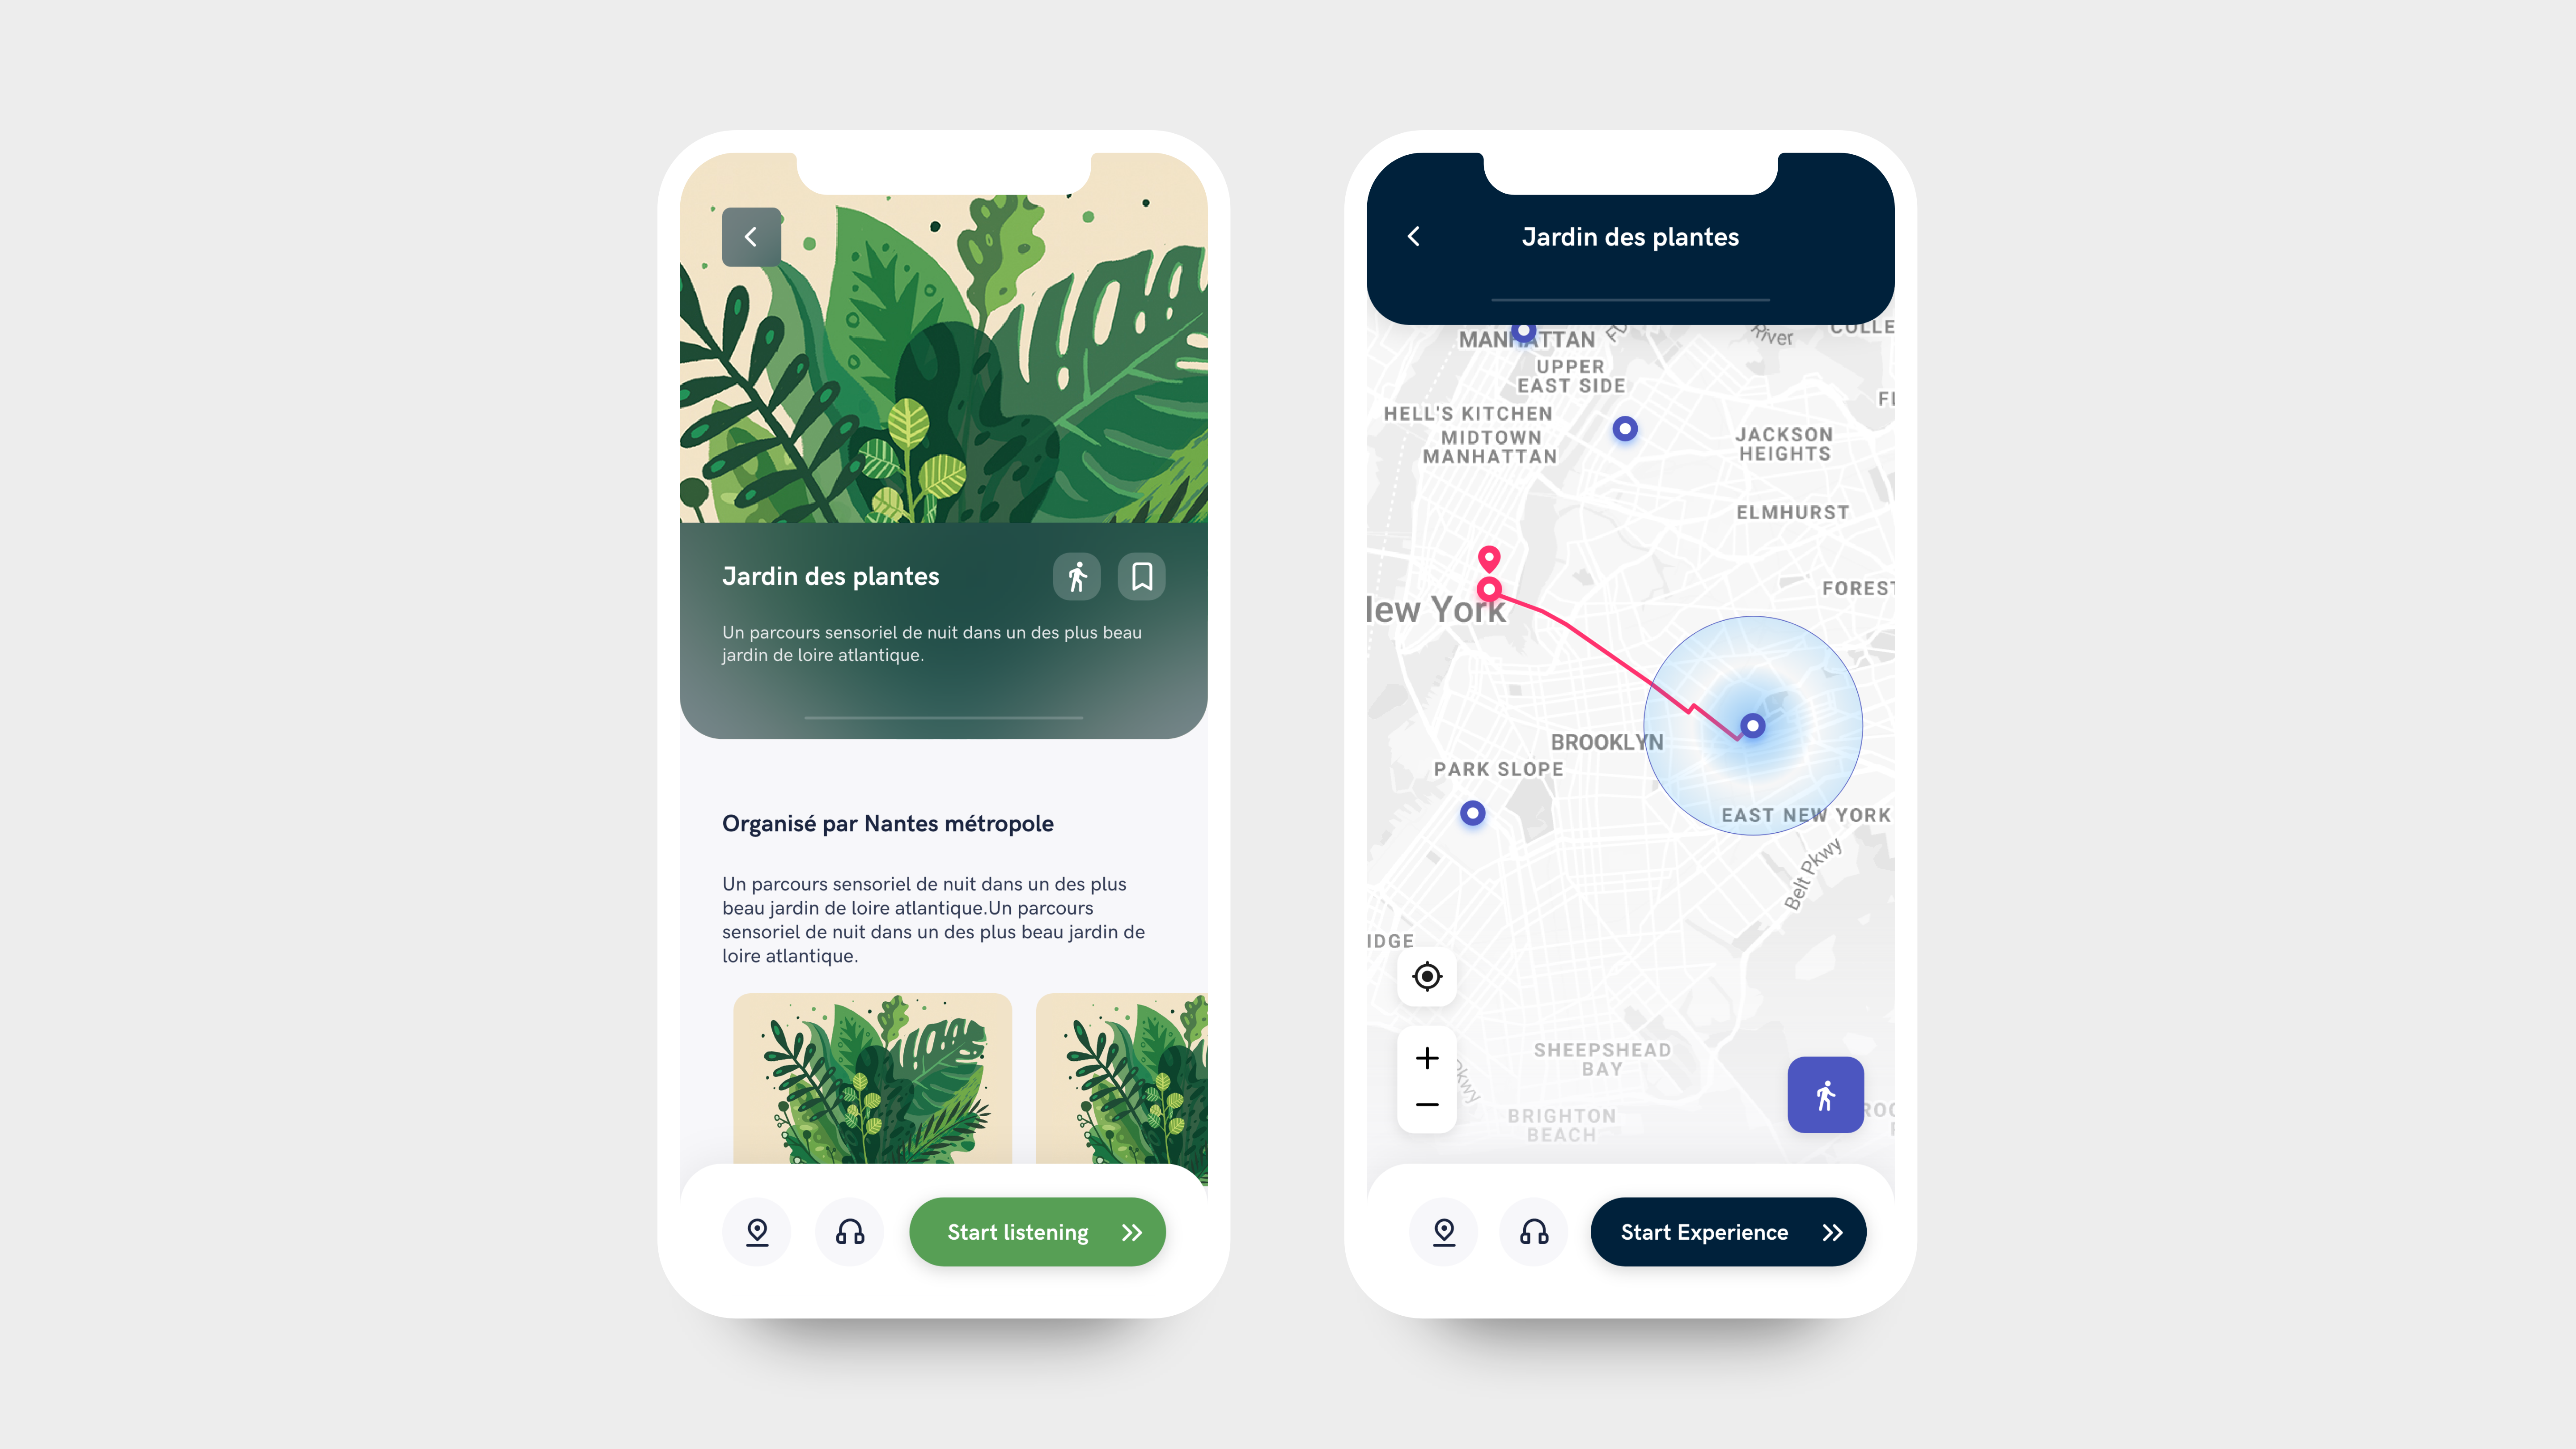 Jardin des plantes
Un parcours sensoriel de nuit dans un des plus beau
jardin de loire atlantique.
Organisé par Nantes métropole
Un parcours sensoriel de nuit dans un des plus
beau jardin de loire atlantique.Un parcours
sensoriel de nuit dans un des plus beau jardin de
loire atlantique.
Start listening
Jardin des plantes
River
MANHATTAN
UPPER
EAST SIDE
HELL'S KITCHEN
MIDTOWN
MANHATTAN
JACKSON
HEIGHTS
ELMHURST
FOREST
New York
BROOKLYN
PARK SLOPE
EAST NEW YORK
Belt Pkwy
IDGE
SHEEPSHEAD
BAY
Pkwy
BRIGHTON
BEACH
Start Experience